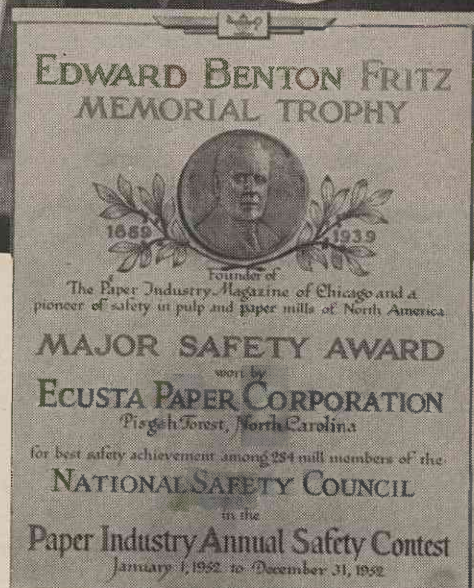 EDWARD BENTON FRITZ
MEMORIAL TROPHY
1889 1939
Founder of
The Paper Industry Magazine of Chicago and a
pioneer of safety in pulp and paper mills of North America
MAJOR SAFETY AWARD
won by
ECUSTA PAPER CORPORATION
Pisgah Forest, North Carolina
for best safety achievement among 284 mill members of the
NATIONAL SAFETY COUNCIL
in the
Paper Industry Annual Safety Contest
January 1, 1952 to December 31, 1952